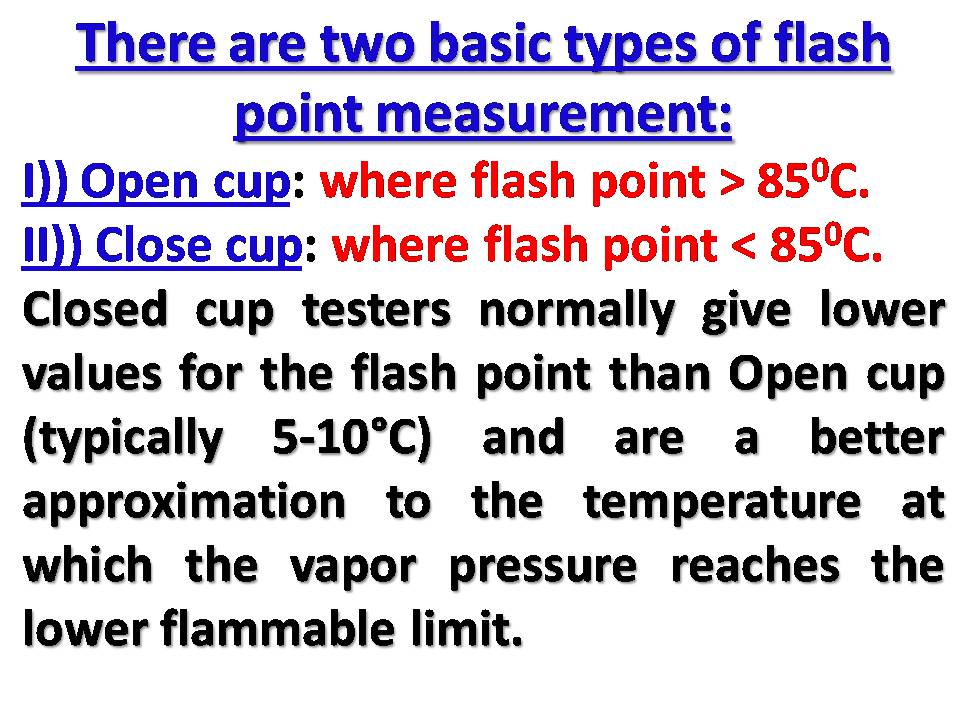 There are two basic types of flash
point measurement:
I)) Open cup: where flash point > 85⁰C.
II)) Close cup: where flash point < 85⁰C.
Closed cup testers normally give lower
values for the flash point than Open cup
(typically 5-10°C) and are a better
approximation to the temperature at
which the vapor pressure reaches the
lower flammable limit.